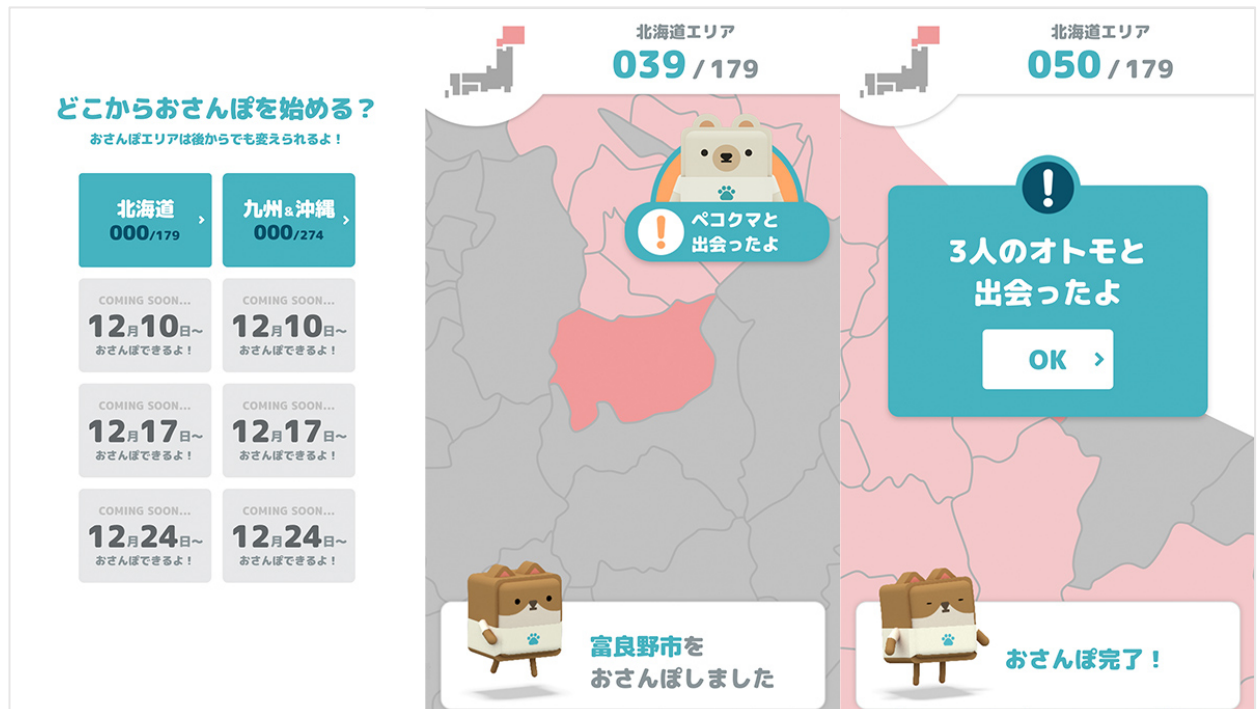 どこからおさんぽを始める？
おさんぽエリアは後からでも変えられるよ！
北海道
000/179
九州&沖縄
000/274
COMING SOON...
12月10日〜
おさんぽできるよ！
COMING SOON...
12月10日〜
おさんぽできるよ！
COMING SOON...
12月17日〜
おさんぽできるよ！
COMING SOON...
12月17日〜
おさんぽできるよ！
COMING SOON...
12月24日〜
おさんぽできるよ！
COMING SOON...
12月24日〜
おさんぽできるよ！
北海道エリア
039/179
ペコクマと
出会ったよ
富良野市を
おさんぽしました
北海道エリア
050/179
3人のオトモと
出会ったよ
OK
おさんぽ完了！